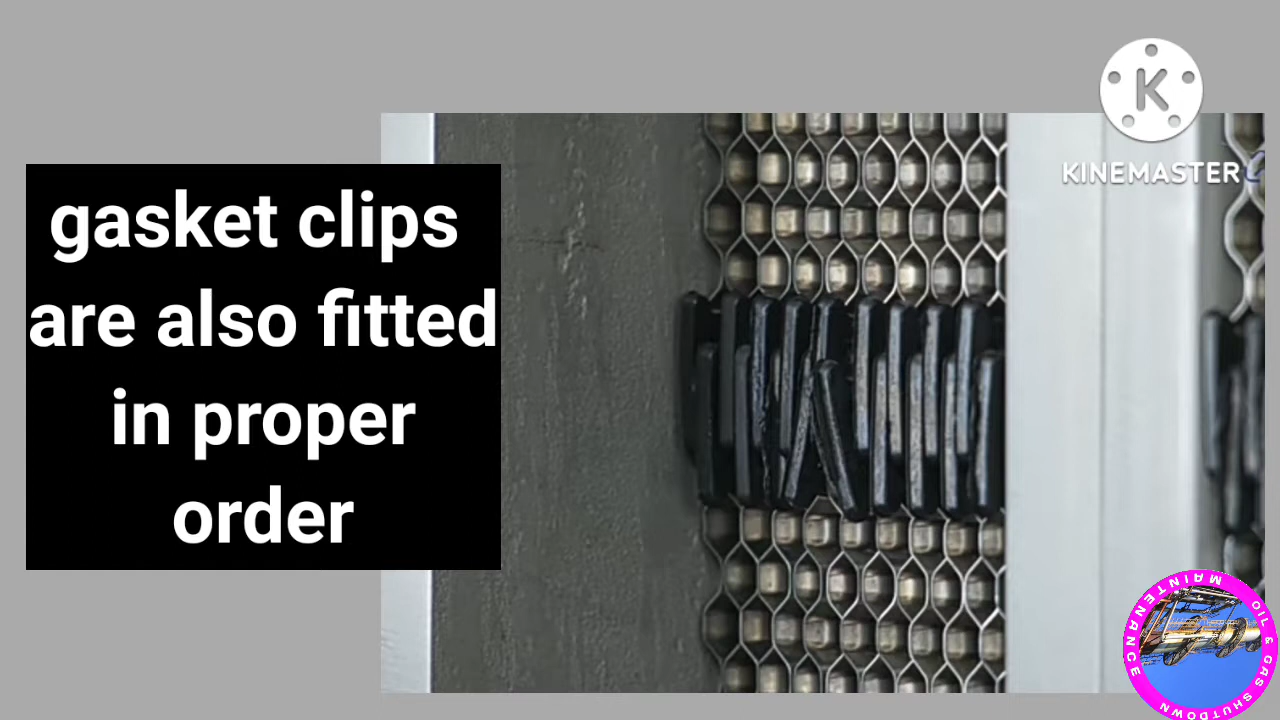 gasket clips
are also fitted
in proper
order
K
KINEMASTER
MAINTENANCE
OIL & GAS SHUTDOWN